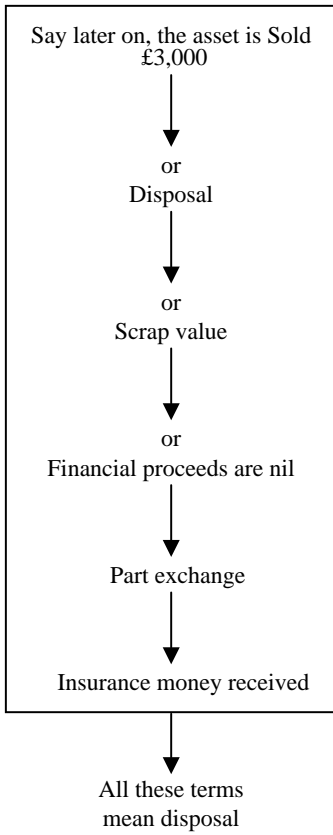 Say later on, the asset is Sold
£3,000
or
Disposal
or
Scrap value
or
Financial proceeds are nil
Part exchange
Insurance money received
All these terms
mean disposal